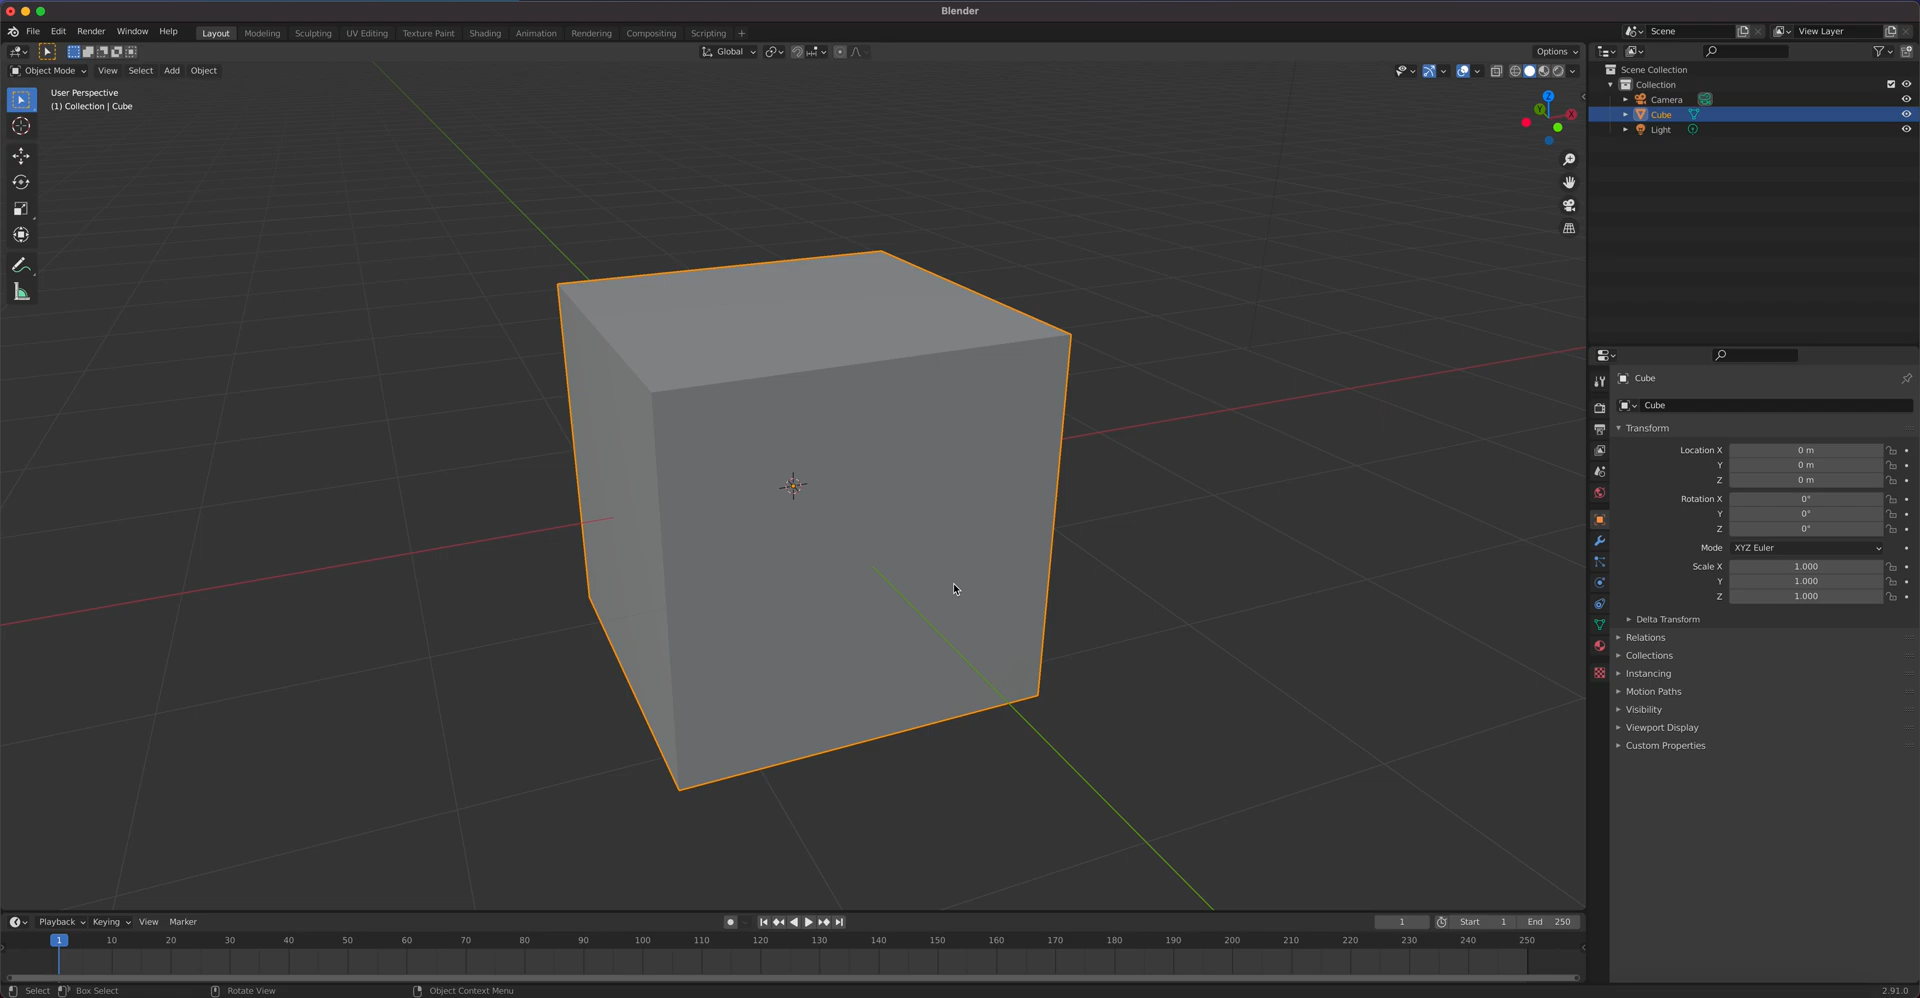 Blender
File Edit Render Window Help Layout Modeling Sculpting UV Editing Texture Paint Shading Animation Rendering Compositing Scripting + Scene View Layer
Global Options
Object Mode View Select Add Object
User Perspective
(1) Collection | Cube
Z
Y
X
Scene Collection
Collection
Camera
Cube
Light
Cube
Cube
Transform
Location X 0 m
Y 0 m
Z 0 m
Rotation X 0°
Y 0°
Z 0°
Mode XYZ Euler
Scale X 1.000
Y 1.000
Z 1.000
Delta Transform
Relations
Collections
Instancing
Motion Paths
Visibility
Viewport Display
Custom Properties
Playback Keying View Marker 1 Start 1 End 250
1 10 20 30 40 50 60 70 80 90 100 110 120 130 140 150 160 170 180 190 200 210 220 230 240 250
Select Box Select Rotate View Object Context Menu 2.91.0